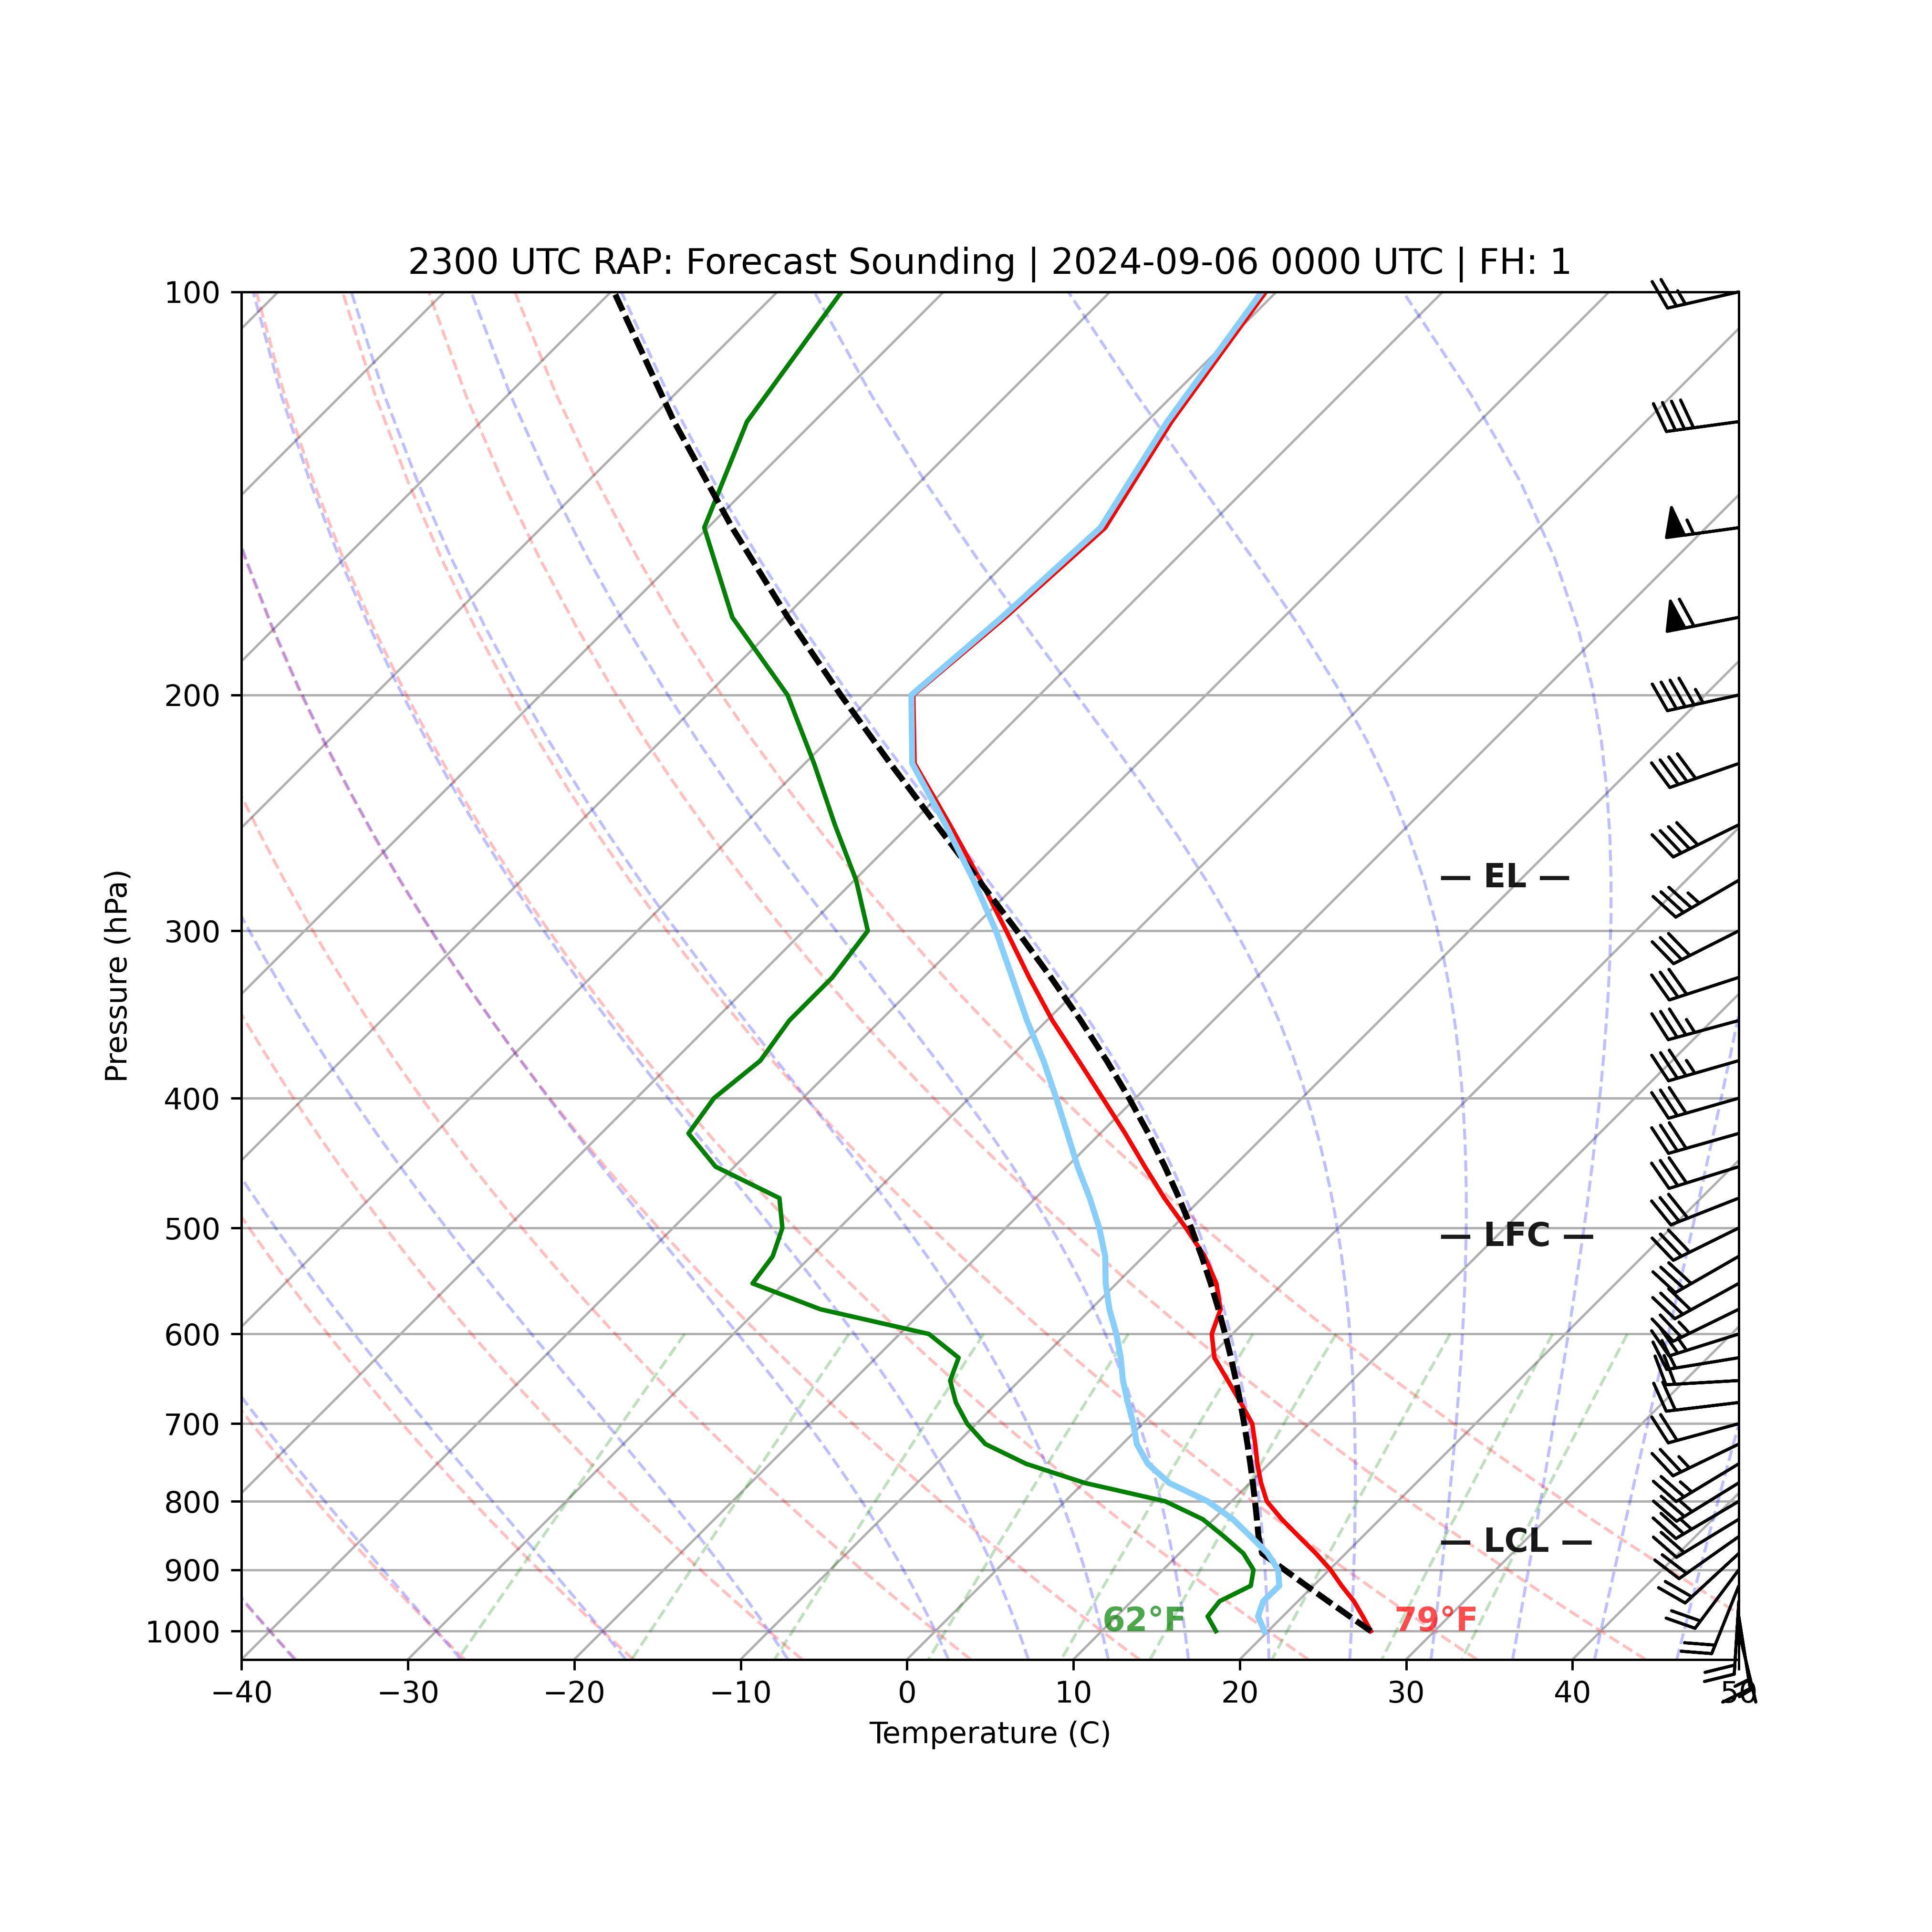 2300 UTC RAP: Forecast Sounding | 2024-09-06 0000 UTC | FH: 1
100
200
— EL —
300
Pressure (hPa)
400
500
— LFC —
600
700
800
— LCL —
900
62°F 79°F
1000
−40 −30 −20 −10 0 10 20 30 40 50
Temperature (C)